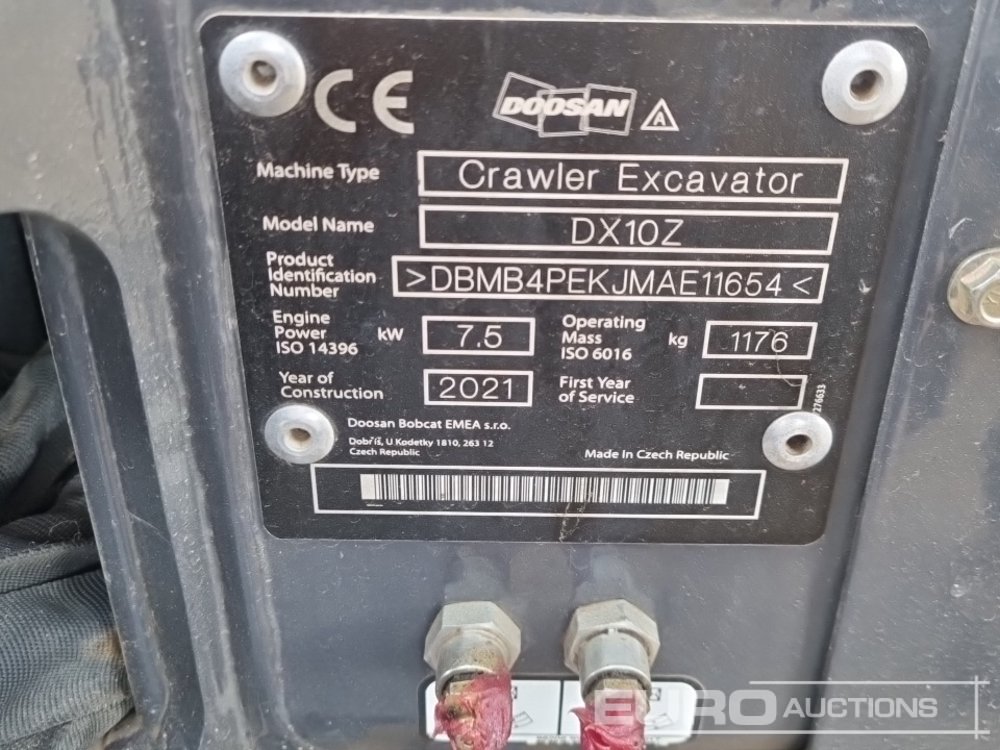 CE
DOOSAN
A
Machine Type Crawler Excavator
Model Name DX10Z
Product
Identification
Number >DBMB4PEKJMAE11654<
Engine
Power
ISO 14396 kW 7.5
Operating
Mass
ISO 6016 kg 1176
Year of
Construction 2021
First Year
of Service
276633
Doosan Bobcat EMEA s.r.o.
Dobříš, U Kodetky 1810, 263 12
Czech Republic
Made In Czech Republic
EURO AUCTIONS